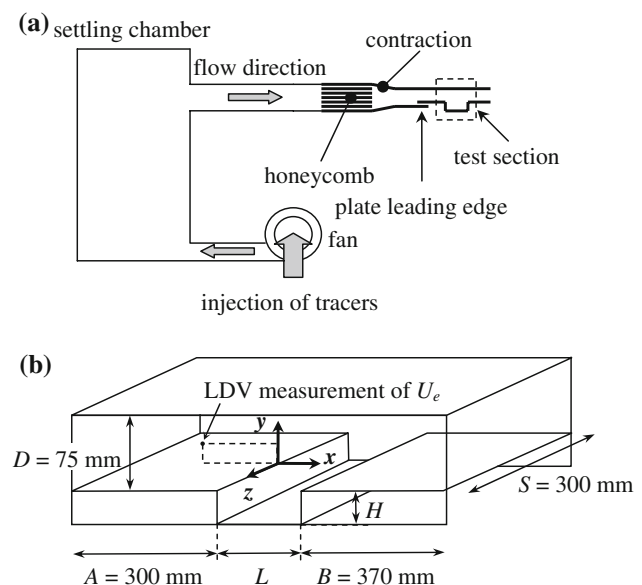 (a)
settling chamber
contraction
flow direction
honeycomb
test section
plate leading edge
fan
injection of tracers
(b)
LDV measurement of Uₑ
y
D = 75 mm
x
z
H
S = 300 mm
A = 300 mm
L
B = 370 mm